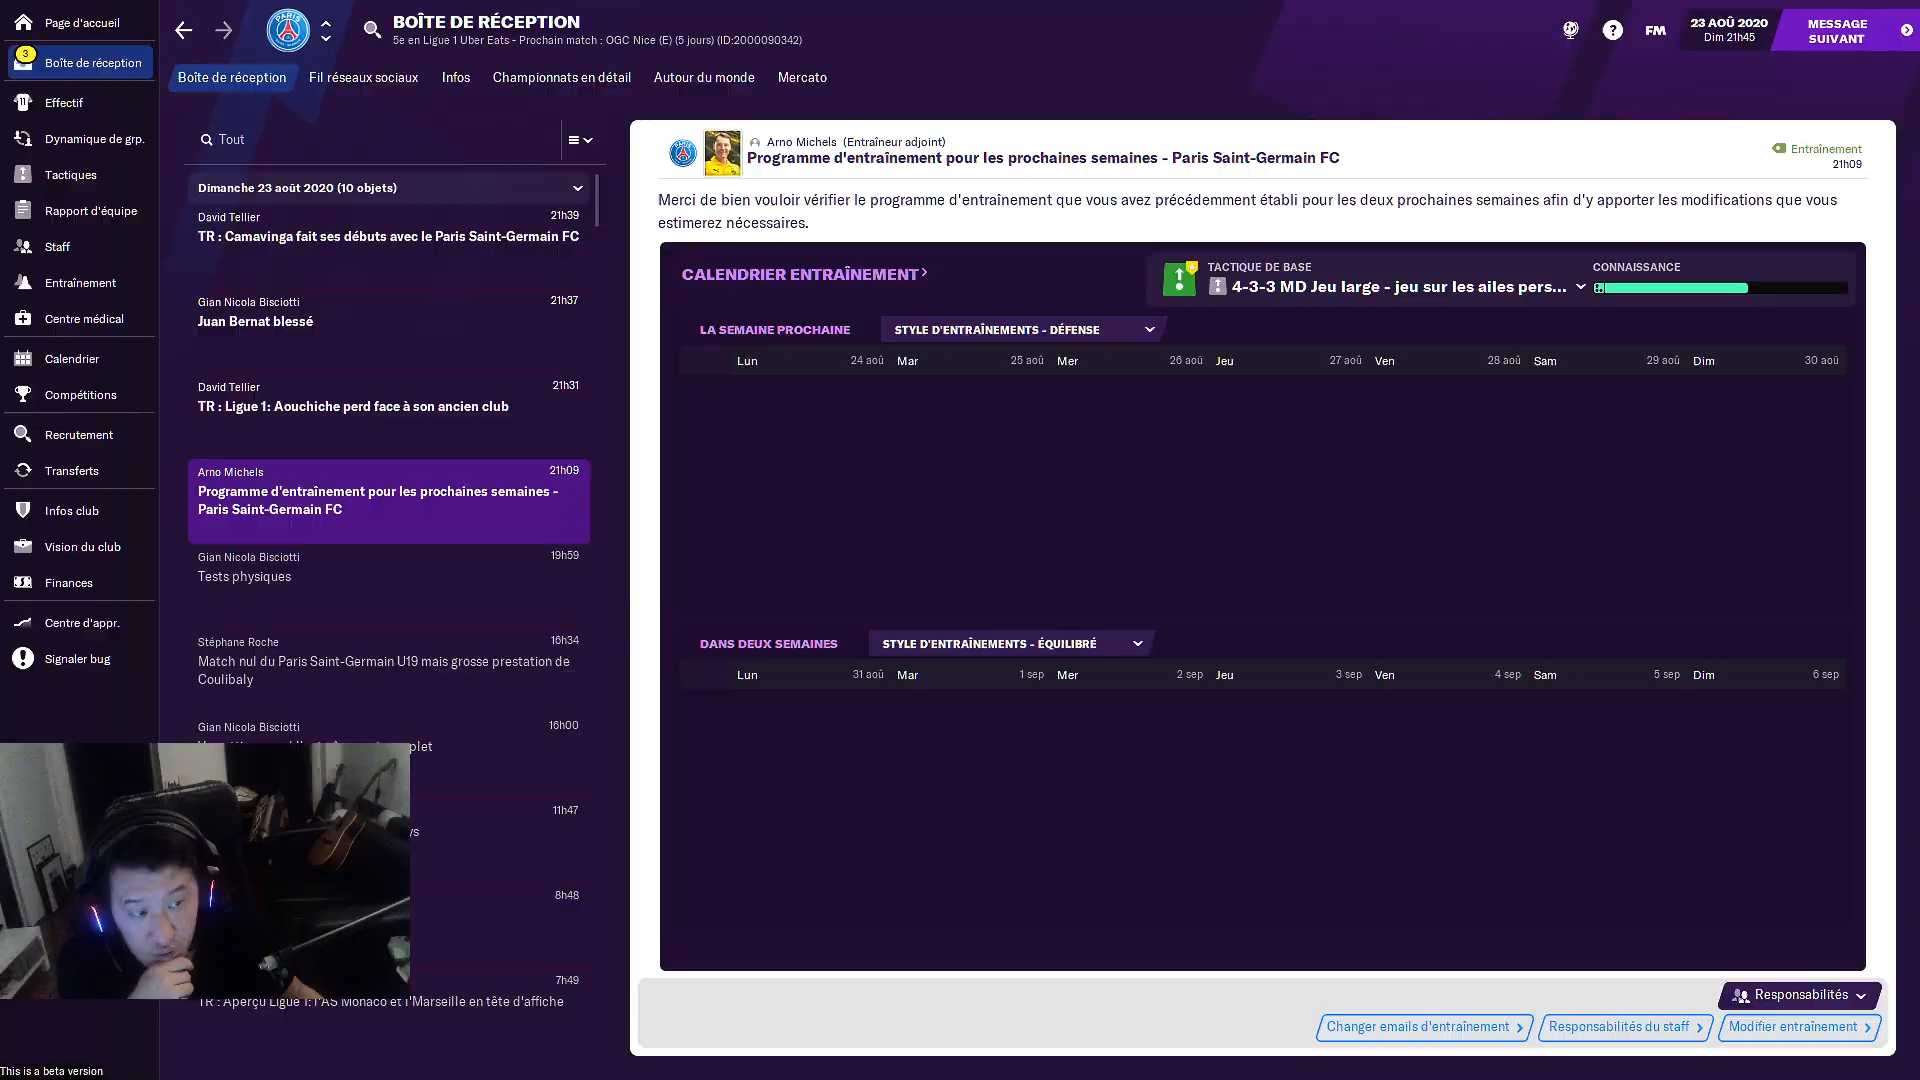 Page d'accueil
3
Boîte de réception
Effectif
Dynamique de grp.
Tactiques
Rapport d'équipe
Staff
Entraînement
Centre médical
Calendrier
Compétitions
Recrutement
Transferts
Infos club
Vision du club
Finances
Centre d'appr.
Signaler bug
This is a beta version
BOÎTE DE RÉCEPTION
5e en Ligue 1 Uber Eats - Prochain match : OGC Nice (E) (5 jours) (ID:2000090342)
FM
23 AOÛ 2020
Dim 21h45
MESSAGE
SUIVANT
Boîte de réception Fil réseaux sociaux Infos Championnats en détail Autour du monde Mercato
Tout
Dimanche 23 août 2020 (10 objets)
David Tellier 21h39
TR : Camavinga fait ses débuts avec le Paris Saint-Germain FC
Gian Nicola Bisciotti 21h37
Juan Bernat blessé
David Tellier 21h31
TR : Ligue 1: Aouchiche perd face à son ancien club
Arno Michels 21h09
Programme d'entraînement pour les prochaines semaines -
Paris Saint-Germain FC
Gian Nicola Bisciotti 19h59
Tests physiques
Stéphane Roche 16h34
Match nul du Paris Saint-Germain U19 mais grosse prestation de
Coulibaly
Gian Nicola Bisciotti 16h00
11h47
8h48
7h49
TR : Aperçu Ligue 1: l'AS Monaco et l'Marseille en tête d'affiche
Arno Michels (Entraîneur adjoint)
Programme d'entraînement pour les prochaines semaines - Paris Saint-Germain FC
Entraînement
21h09
Merci de bien vouloir vérifier le programme d'entraînement que vous avez précédemment établi pour les deux prochaines semaines afin d'y apporter les modifications que vous
estimerez nécessaires.
CALENDRIER ENTRAÎNEMENT
TACTIQUE DE BASE
4-3-3 MD Jeu large - jeu sur les ailes pers...
CONNAISSANCE
LA SEMAINE PROCHAINE STYLE D'ENTRAÎNEMENTS - DÉFENSE
Lun 24 aoû Mar 25 aoû Mer 26 aoû Jeu 27 aoû Ven 28 aoû Sam 29 aoû Dim 30 aoû
DANS DEUX SEMAINES STYLE D'ENTRAÎNEMENTS - ÉQUILIBRÉ
Lun 31 aoû Mar 1 sep Mer 2 sep Jeu 3 sep Ven 4 sep Sam 5 sep Dim 6 sep
Responsabilités
Changer emails d'entraînement Responsabilités du staff Modifier entraînement